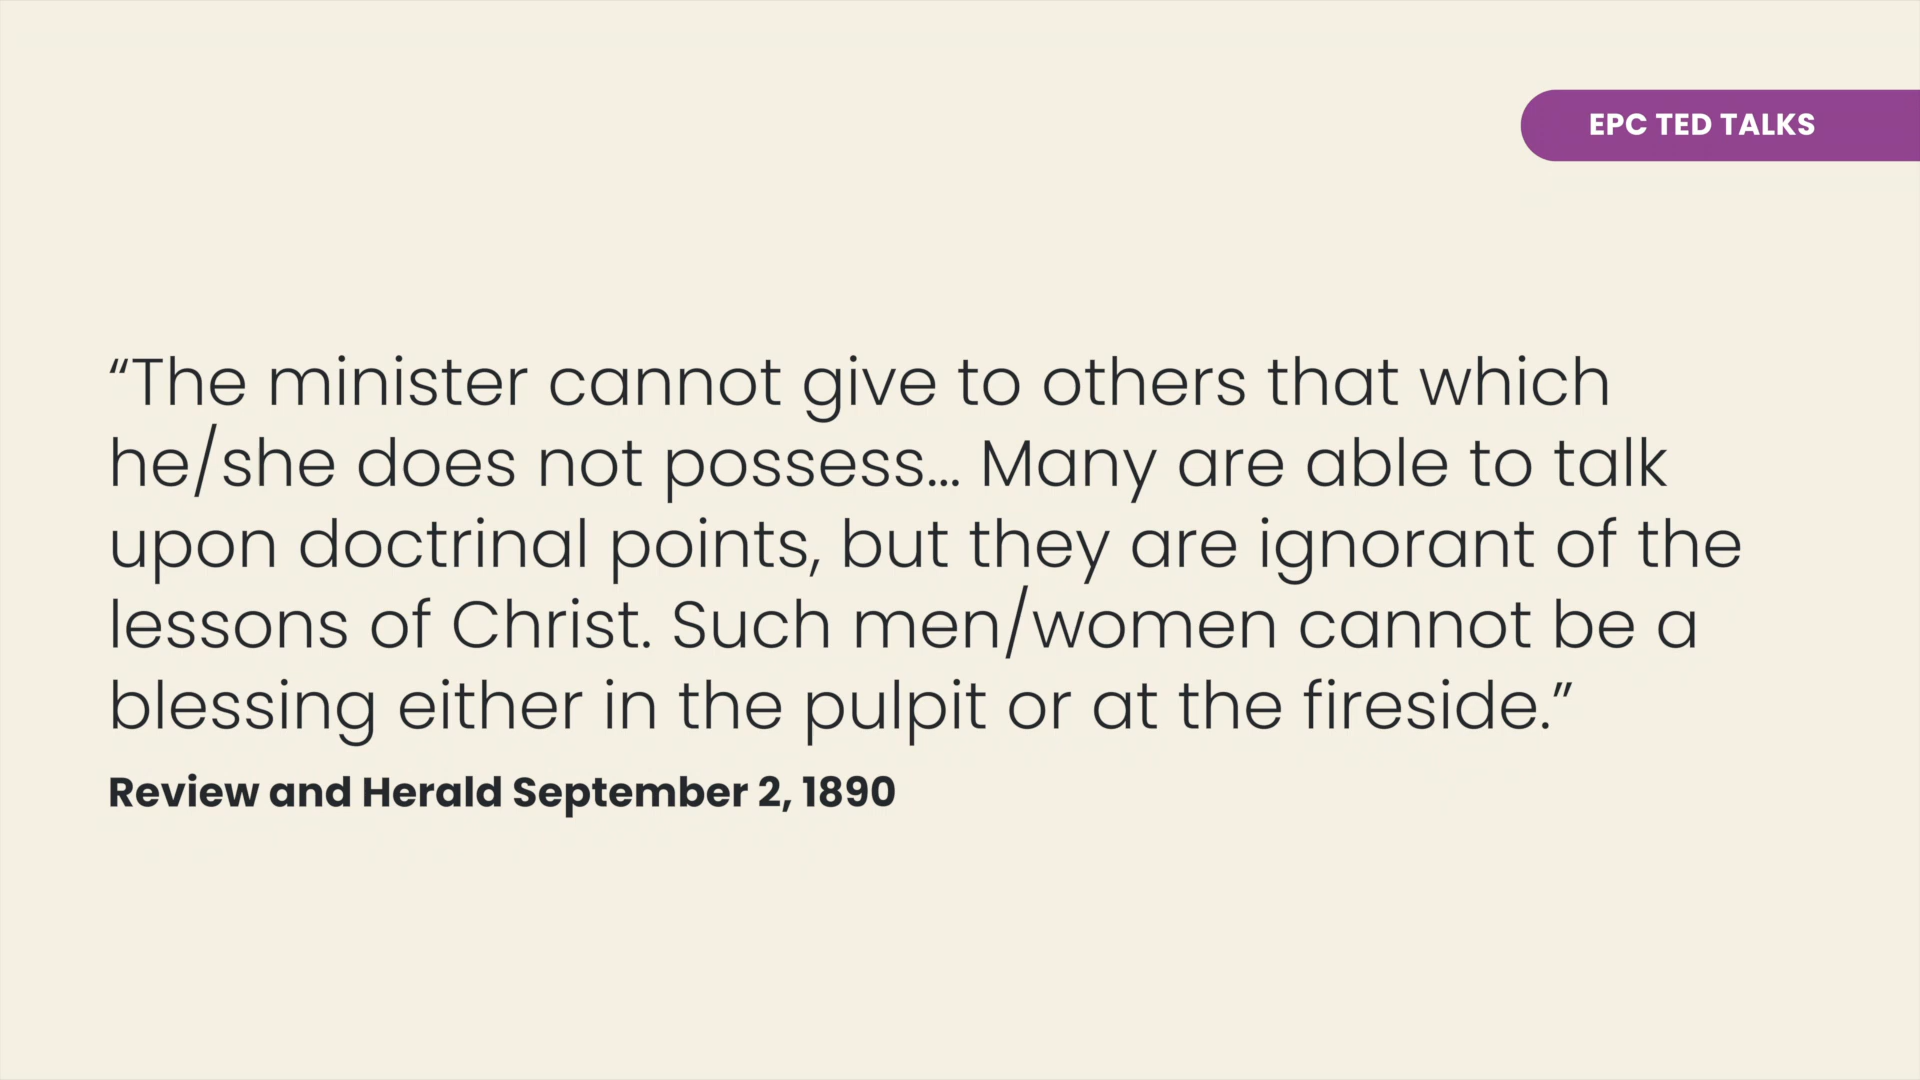 EPC TED TALKS
“The minister cannot give to others that which
he/she does not possess... Many are able to talk
upon doctrinal points, but they are ignorant of the
lessons of Christ. Such men/women cannot be a
blessing either in the pulpit or at the fireside.”
Review and Herald September 2, 1890